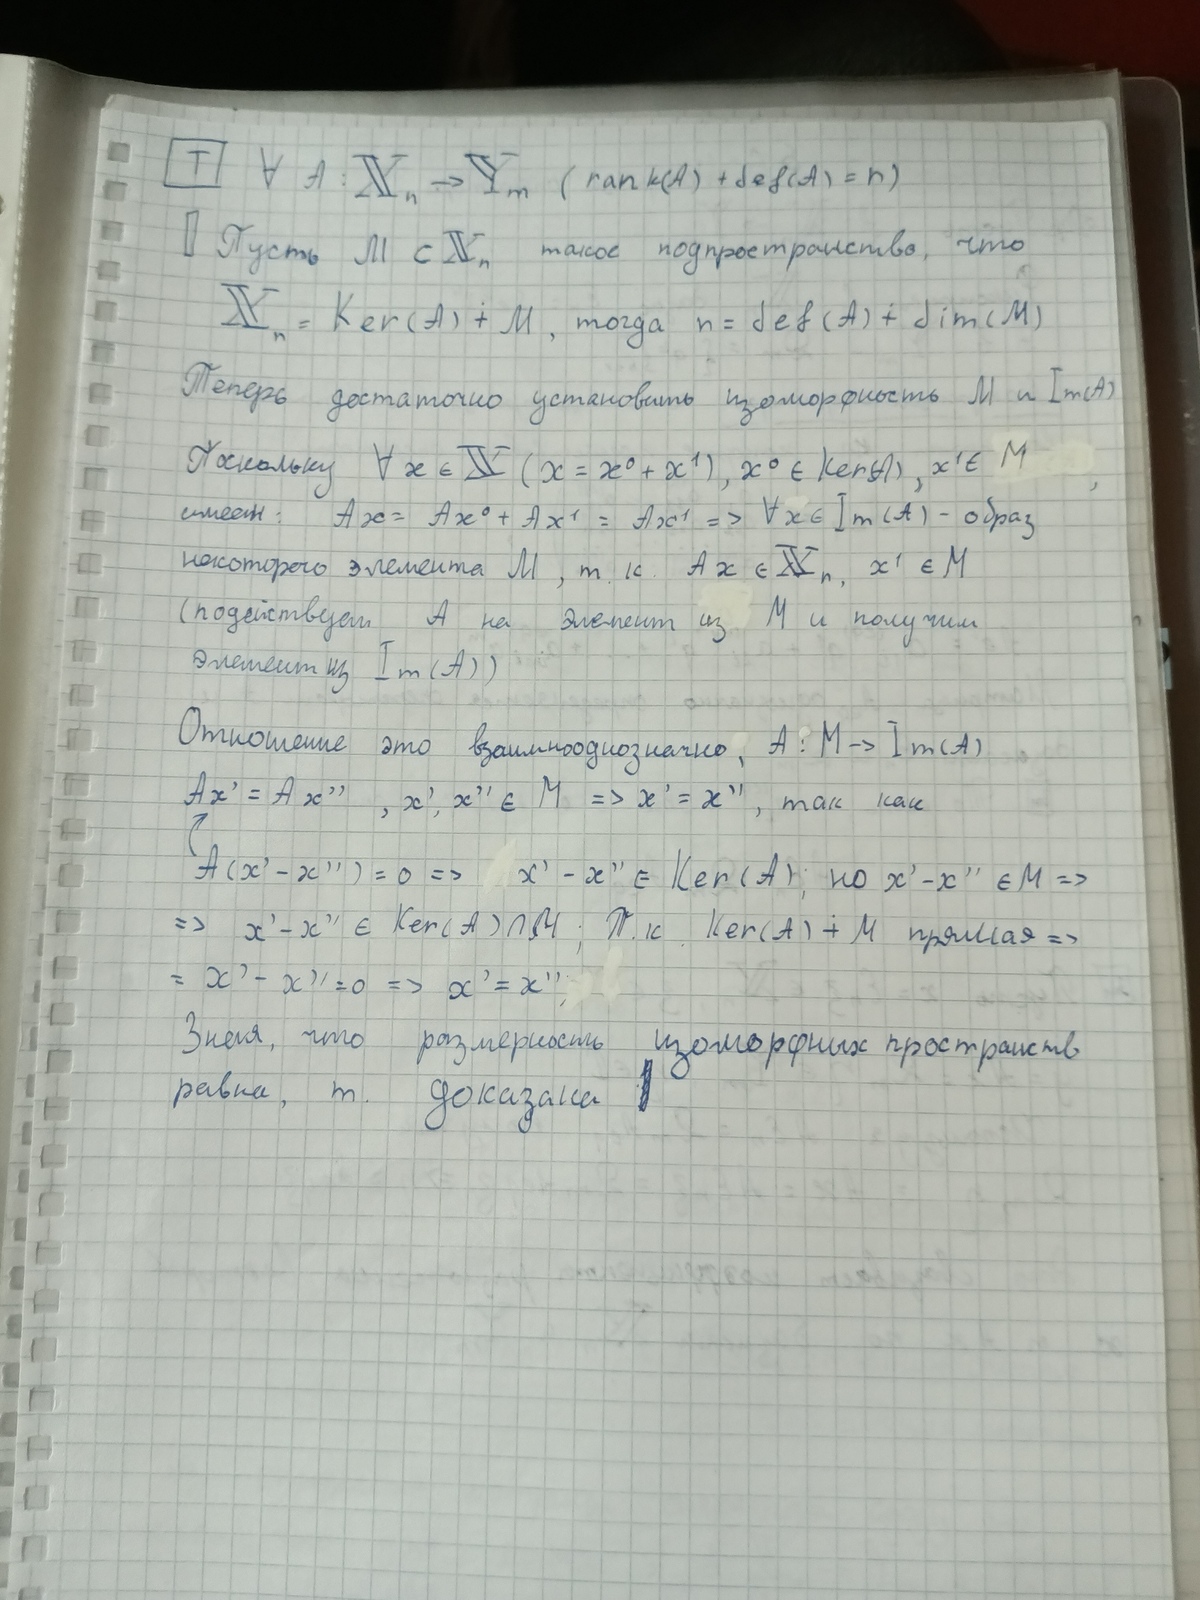 T ∀ A : 𝕏ₙ → 𝕐ₘ (rank(A) + def(A) = n)
▯ Пусть M ⊂ 𝕏ₙ такое подпространство, что
𝕏ₙ = Ker(A) ∔ M, тогда n = def(A) + dim(M)
Теперь достаточно установить изоморфность M и Im(A)
Поскольку ∀ x ∈ 𝕏 (x = x⁰ + x¹), x⁰ ∈ Ker(A), x¹ ∈ M,
имеем: Ax = Ax⁰ + Ax¹ = Ax¹ => ∀x ∈ Im(A) - образ
некоторого элемента M, т.к. Ax ∈ 𝕏ₙ, x¹ ∈ M
(подействуем A на элемент из M и получим
элемент из Im(A))
Отношение это взаимнооднозначно, A : M -> Im(A)
Ax' = Ax'', x', x'' ∈ M => x' = x'', так как
A(x' - x'') = 0 => x' - x'' ∈ Ker(A); но x' - x'' ∈ M =>
=> x' - x'' ∈ Ker(A) ∩ M; Т.к. Ker(A) ∔ M прямая =>
= x' - x'' = 0 => x' = x'';
Зная, что размерность изоморфных пространств
равна, т. доказана ▮